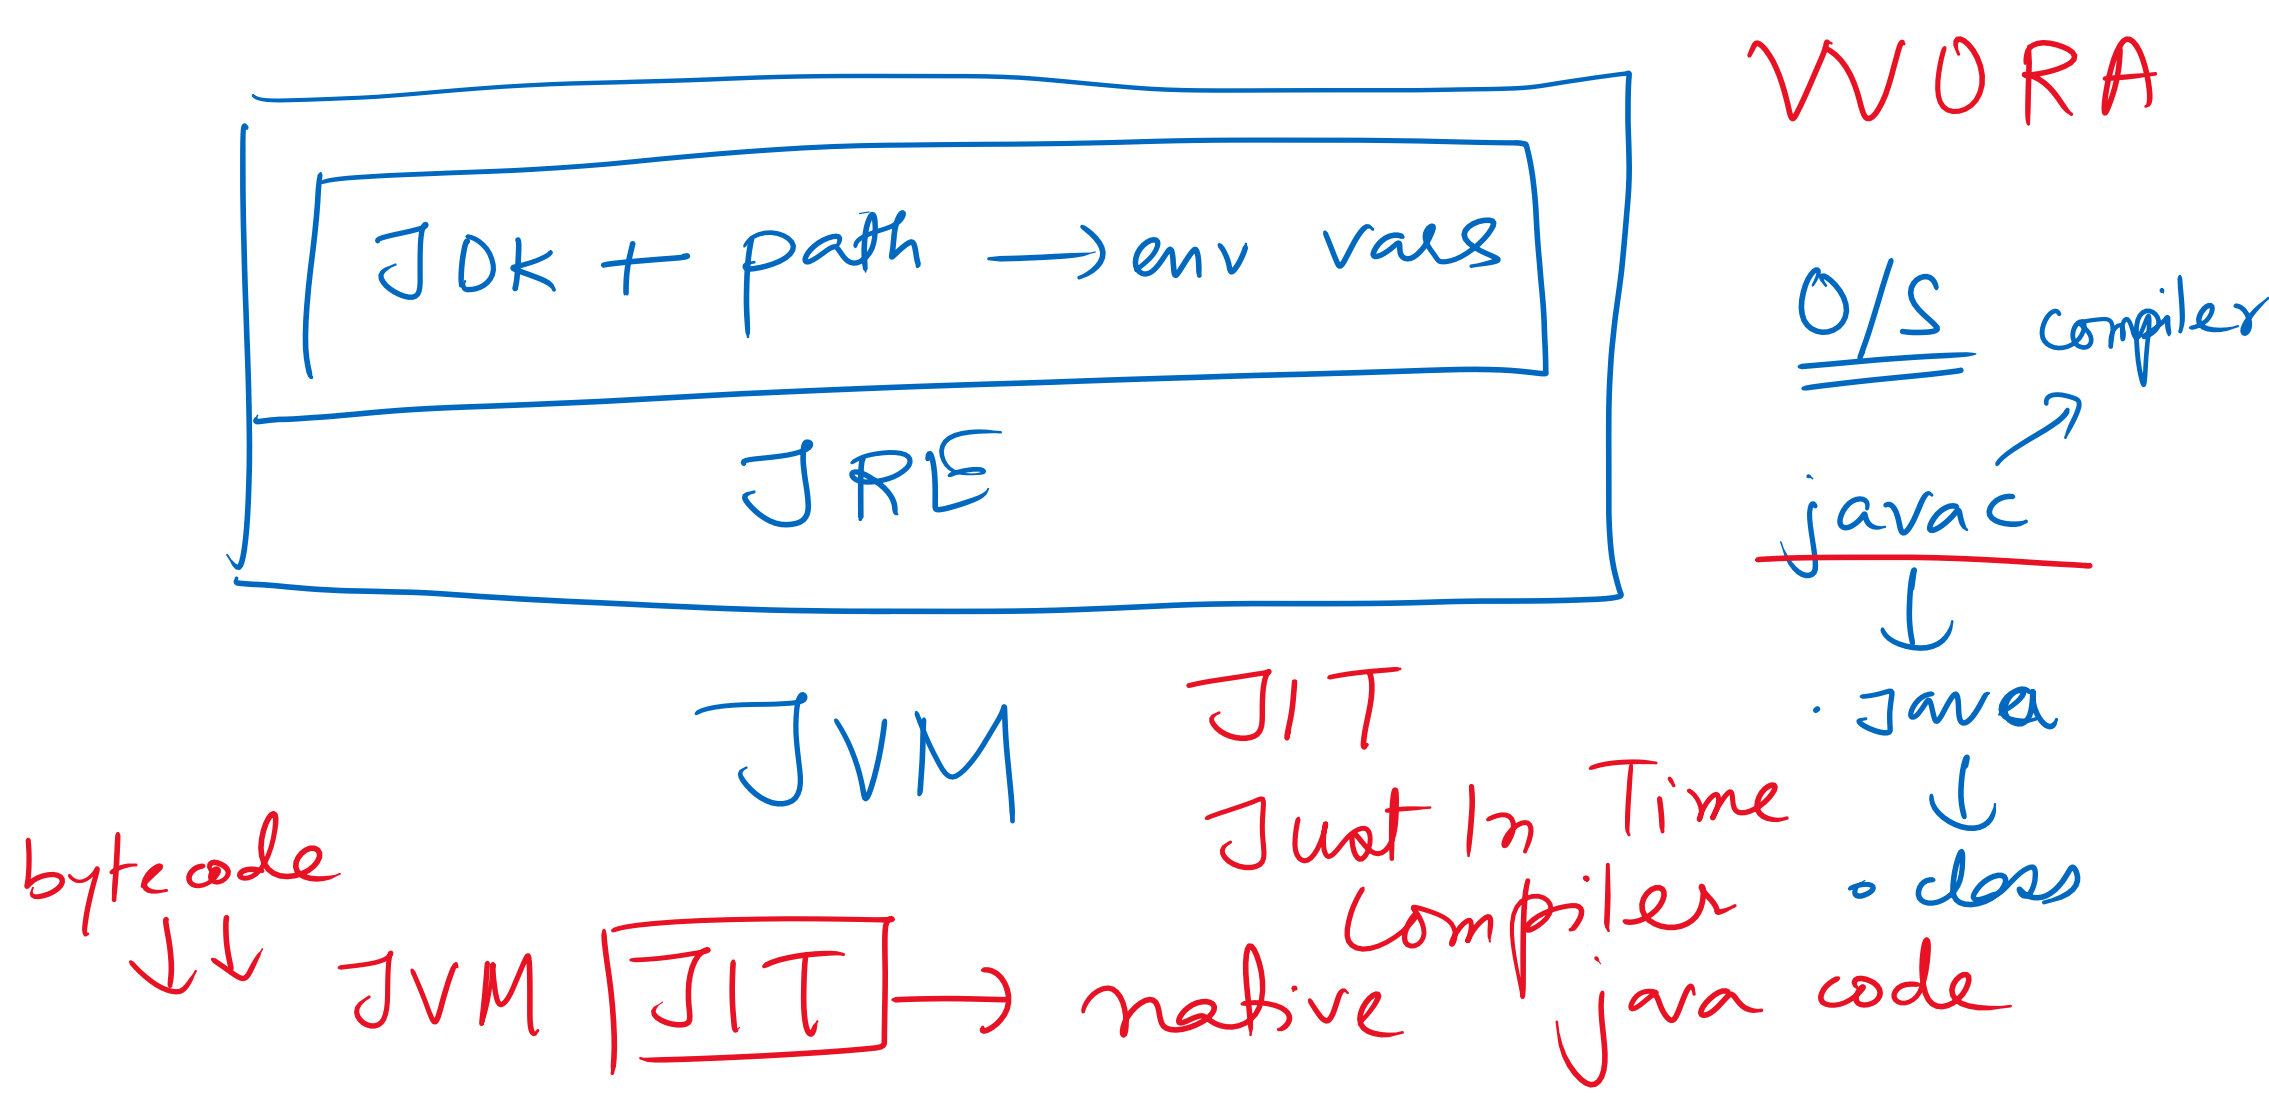 WORA
JDK + path → env vars
O/S
compiler
JRE
javac
JVM
JIT
.java
Just In Time
Compiler
.class
bytecode
JVM JIT → native java code